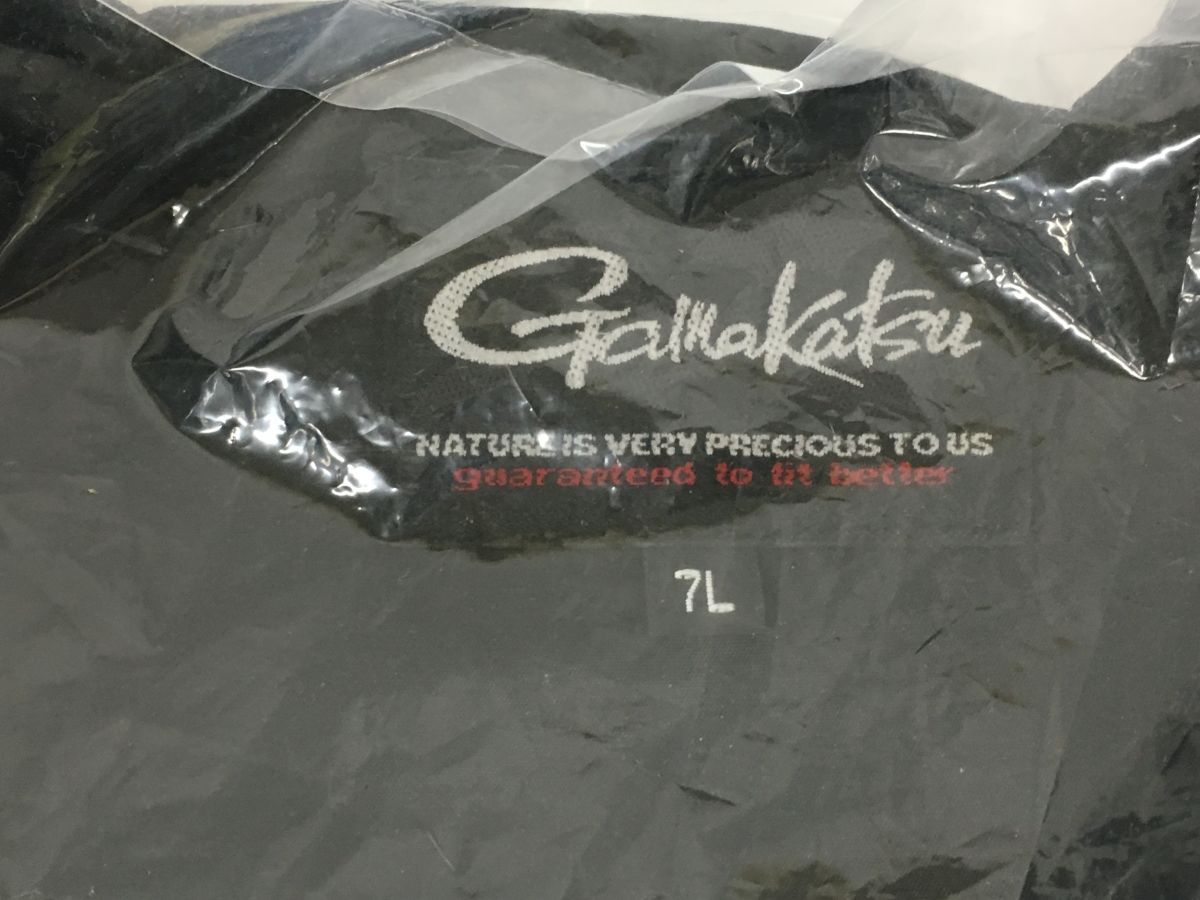 Gamakatsu
NATURE IS VERY PRECIOUS TO US
guaranteed to fit better
7L